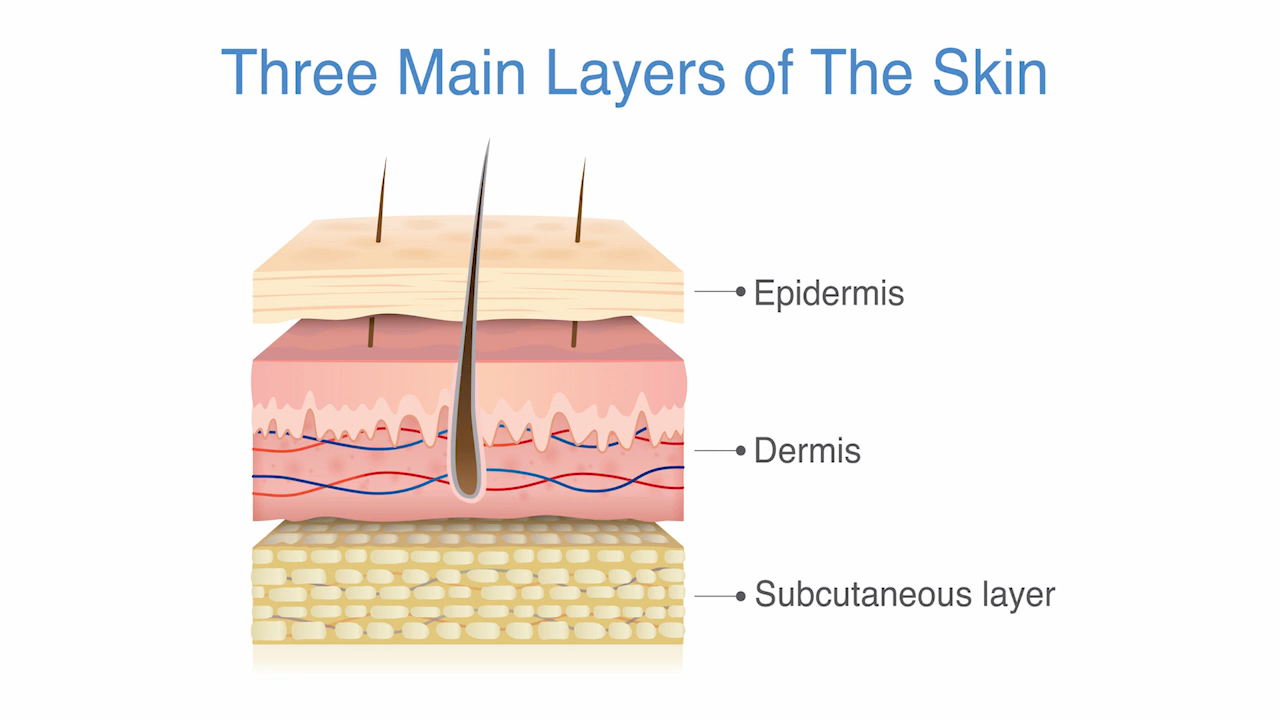 Three Main Layers of The Skin
Epidermis
Dermis
Subcutaneous layer